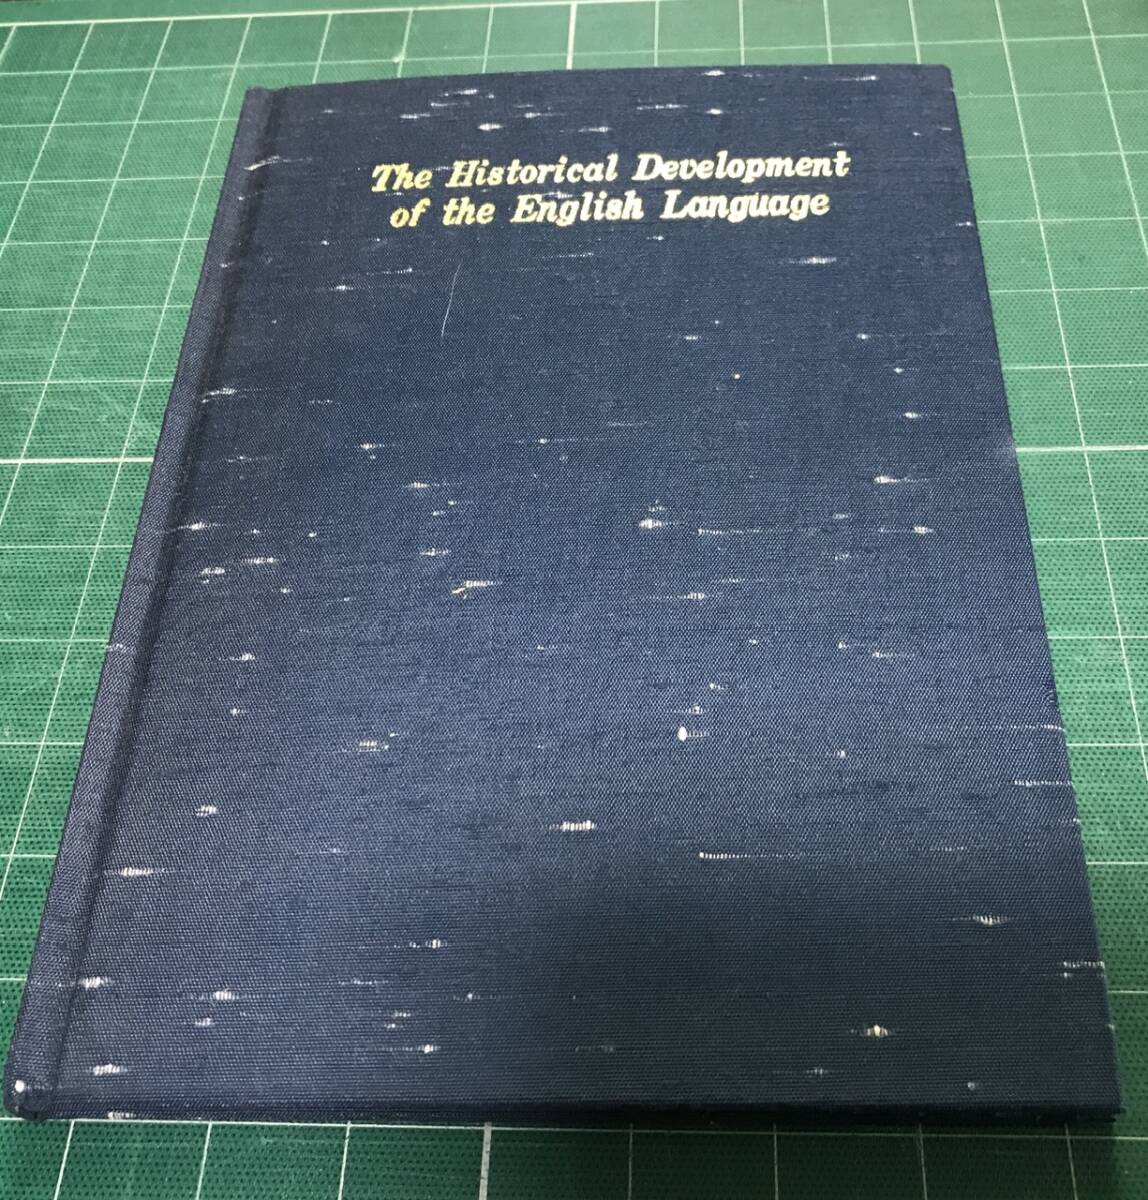 The Historical Development
of the English Language